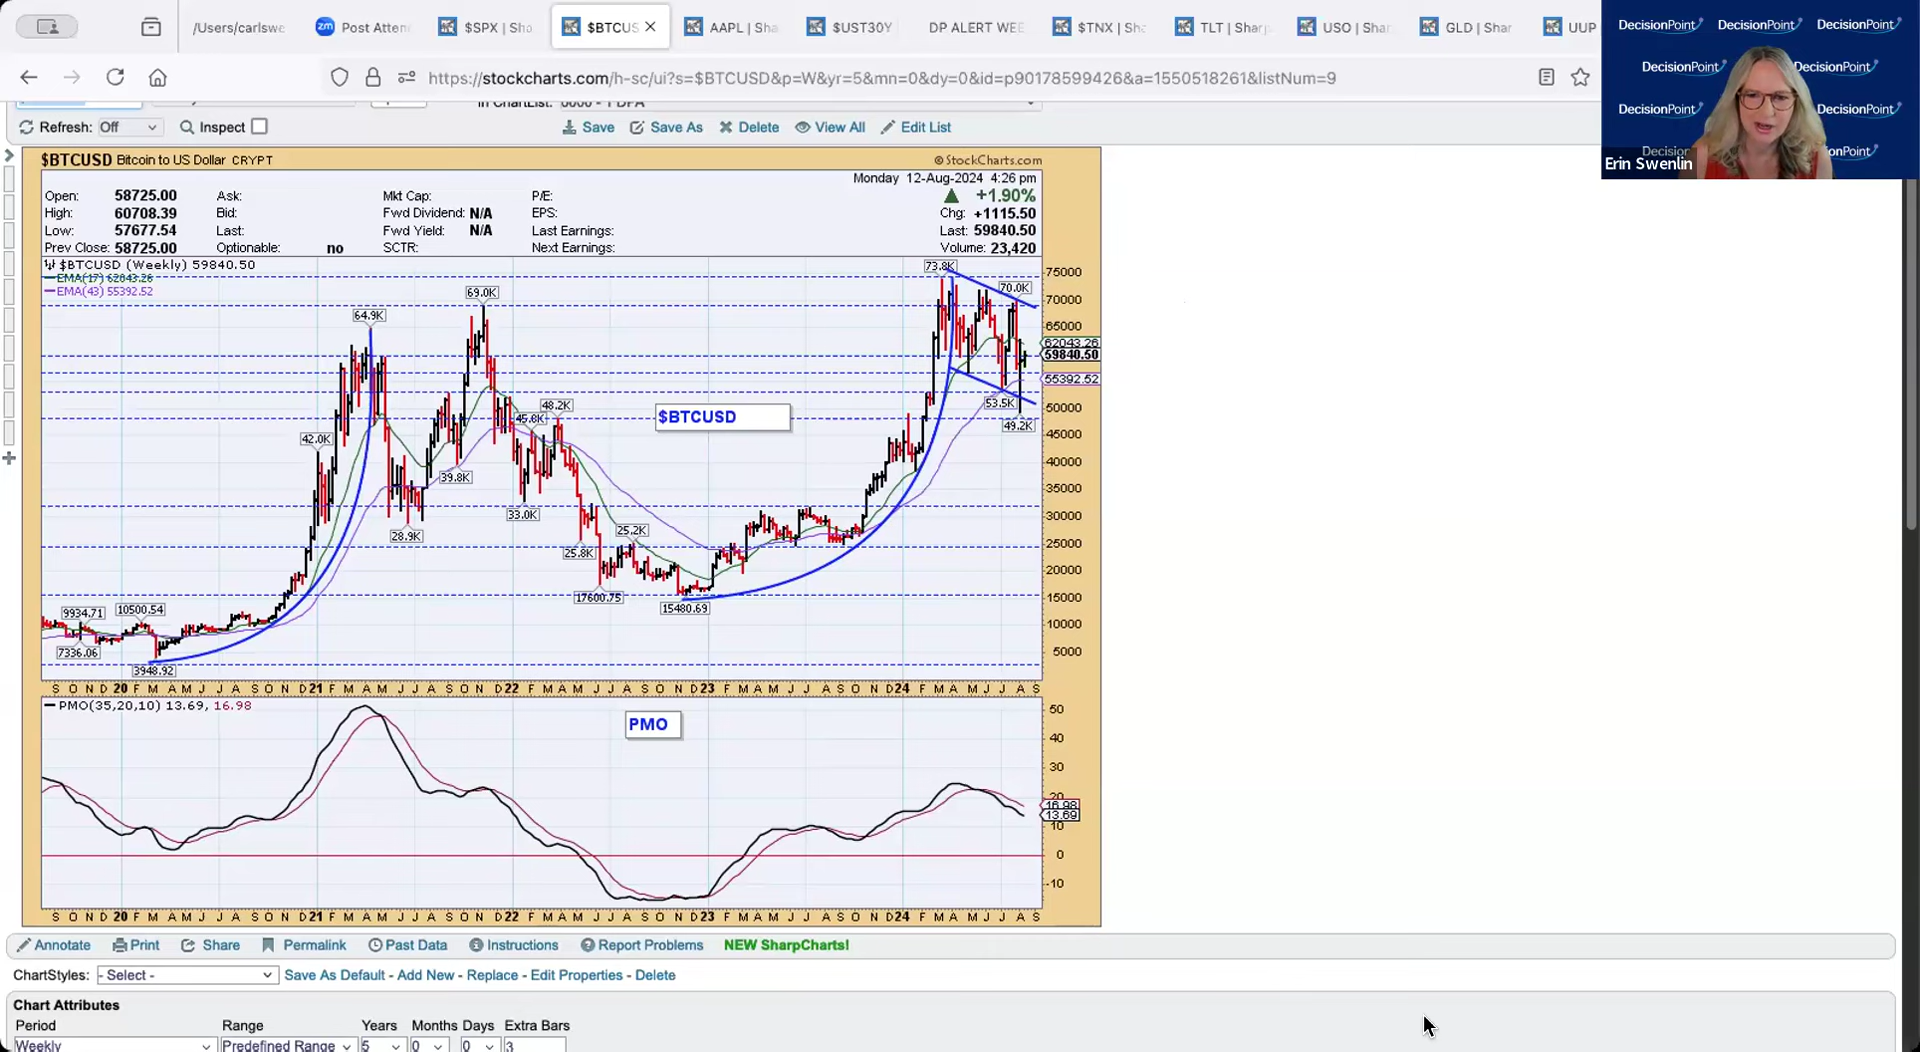 /Users/carlswe
zm Post Atten
$SPX | Sho
$BTCUS
AAPL | Sha
$UST30Y
DP ALERT WEE
$TNX | Sha
TLT | Sharp
USO | Shar
GLD | Shar
UUP
https://stockcharts.com/h-sc/ui?s=$BTCUSD&p=W&yr=5&mn=0&dy=0&id=p90178599426&a=1550518261&listNum=9
DecisionPoint DecisionPoint DecisionPoint
DecisionPoint DecisionPoint
DecisionPoint DecisionPoint
Erin Swenlin
Refresh: Off Inspect
Save Save As Delete View All Edit List
$BTCUSD Bitcoin to US Dollar CRYPT
© StockCharts.com
Monday 12-Aug-2024 4:26 pm
Open: 58725.00 Ask: Mkt Cap: P/E: +1.90%
High: 60708.39 Bid: Fwd Dividend: N/A EPS: Chg: +1115.50
Low: 57677.54 Last: Fwd Yield: N/A Last Earnings: Last: 59840.50
Prev Close: 58725.00 Optionable: no SCTR: Next Earnings: Volume: 23,420
$BTCUSD (Weekly) 59840.50
EMA(17) 62043.26
EMA(43) 55392.52
73.8K
75000
70.0K
69.0K
70000
64.9K
65000
62043.26
59840.50
55392.52
53.5K
50000
49.2K
48.2K
45.8K
$BTCUSD
45000
42.0K
40000
39.8K
35000
33.0K
30000
28.9K
25.2K
25.8K
25000
20000
17600.75
15480.69
15000
9934.71
10500.54
10000
7336.06
5000
3948.92
S O N D 20 F M A M J J A S O N D 21 F M A M J J A S O N D 22 F M A M J J A S O N D 23 F M A M J J A S O N D 24 F M A M J J A S
PMO(35,20,10) 13.69, 16.98
PMO
50
40
30
20
16.98
13.69
10
0
-10
S O N D 20 F M A M J J A S O N D 21 F M A M J J A S O N D 22 F M A M J J A S O N D 23 F M A M J J A S O N D 24 F M A M J J A S
Annotate Print Share Permalink Past Data Instructions Report Problems NEW SharpCharts!
ChartStyles: - Select - Save As Default - Add New - Replace - Edit Properties - Delete
Chart Attributes
Period Range Years Months Days Extra Bars
Weekly Predefined Range 5 0 0 3